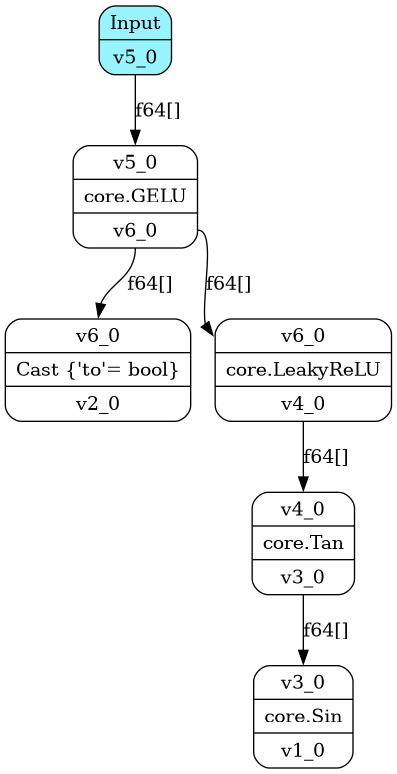 Input
v5_0
f64[]
v5_0
core.GELU
v6_0
f64[]
f64[]
v6_0
Cast {'to'= bool}
v2_0
v6_0
core.LeakyReLU
v4_0
f64[]
v4_0
core.Tan
v3_0
f64[]
v3_0
core.Sin
v1_0